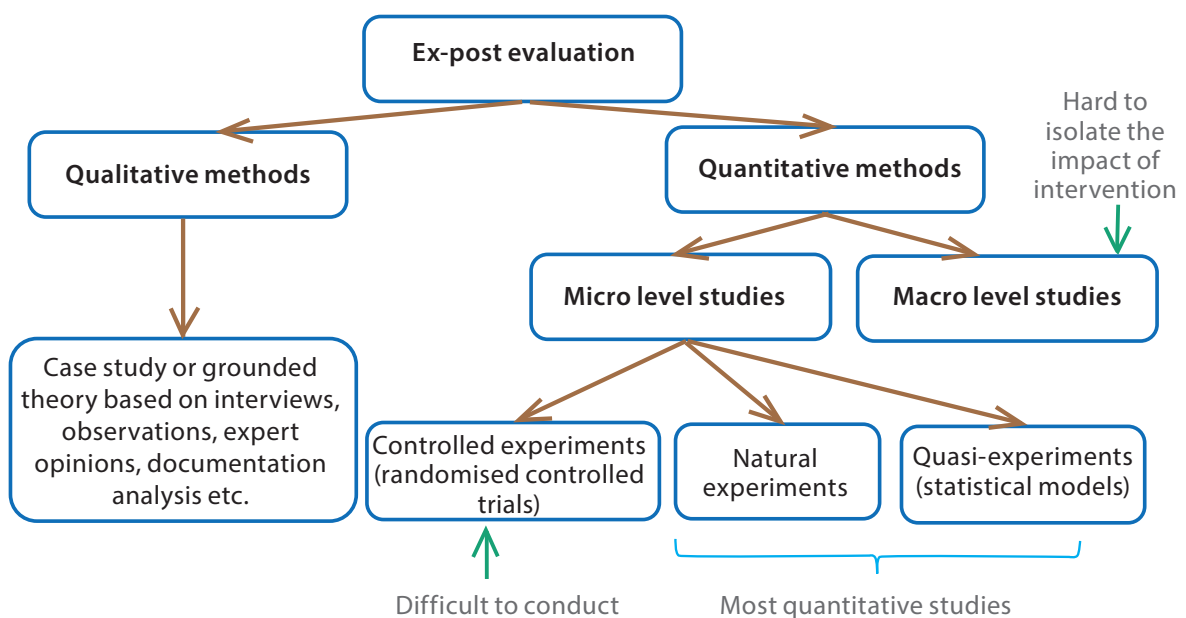 Ex-post evaluation
Hard to
isolate the
impact of
intervention
Qualitative methods
Quantitative methods
Micro level studies
Macro level studies
Case study or grounded
theory based on interviews,
observations, expert
opinions, documentation
analysis etc.
Controlled experiments
(randomised controlled
trials)
Natural
experiments
Quasi-experiments
(statistical models)
Difficult to conduct
Most quantitative studies